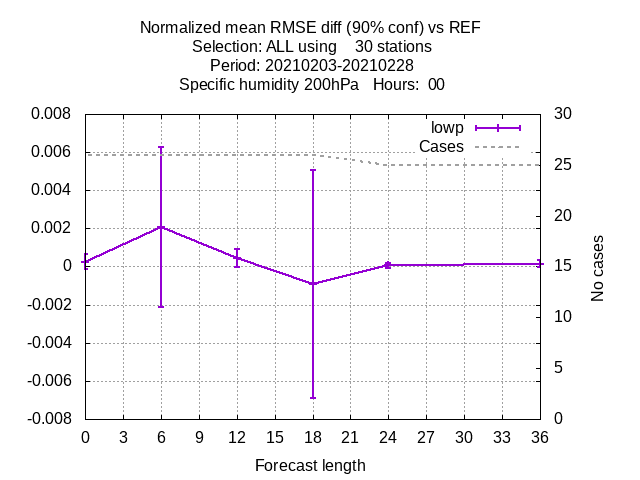 Normalized mean RMSE diff (90% conf) vs REF
Selection: ALL using    30 stations
Period: 20210203-20210228
Specific humidity 200hPa   Hours:  00
0.008
0.006
0.004
0.002
0
-0.002
-0.004
-0.006
-0.008
lowp
Cases
30
25
20
15
10
5
0
No cases
0 3 6 9 12 15 18 21 24 27 30 33 36
Forecast length